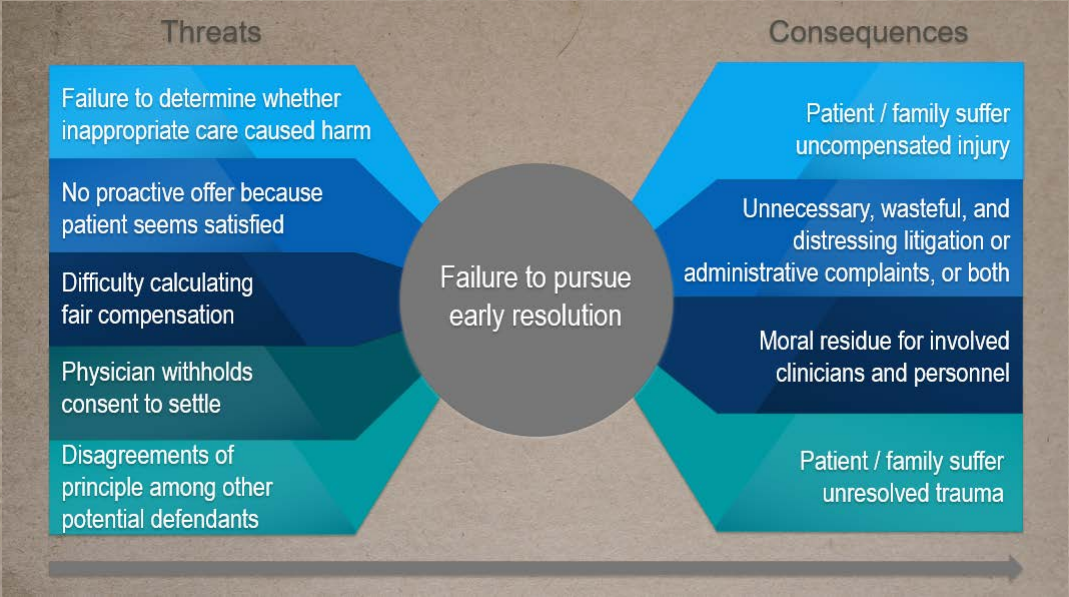 Threats
Consequences
Failure to determine whether
inappropriate care caused harm
No proactive offer because
patient seems satisfied
Difficulty calculating
fair compensation
Physician withholds
consent to settle
Disagreements of
principle among other
potential defendants
Failure to pursue
early resolution
Patient / family suffer
uncompensated injury
Unnecessary, wasteful, and
distressing litigation or
administrative complaints, or both
Moral residue for involved
clinicians and personnel
Patient / family suffer
unresolved trauma